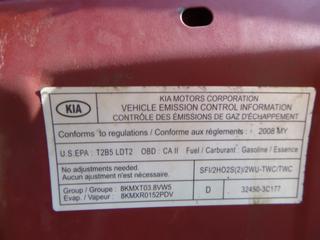 KIA
KIA MOTORS CORPORATION
VEHICLE EMISSION CONTROL INFORMATION
CONTRÔLE DES ÉMISSIONS DE GAZ D'ÉCHAPPEMENT
Conforms to regulations / Conforme aux règlements : 2008 MY
U.S.EPA : T2B5 LDT2 OBD : CA II Fuel / Carburant : Gasoline / Essence
No adjustments needed. SFI/2HO2S(2)/2WU-TWC/TWC
Aucun ajustement nécessaire.
Group / Groupe : 8KMXT03.8VW5 D 32450-3C177
Evap. / Vapeur : 8KMXR0152PDV